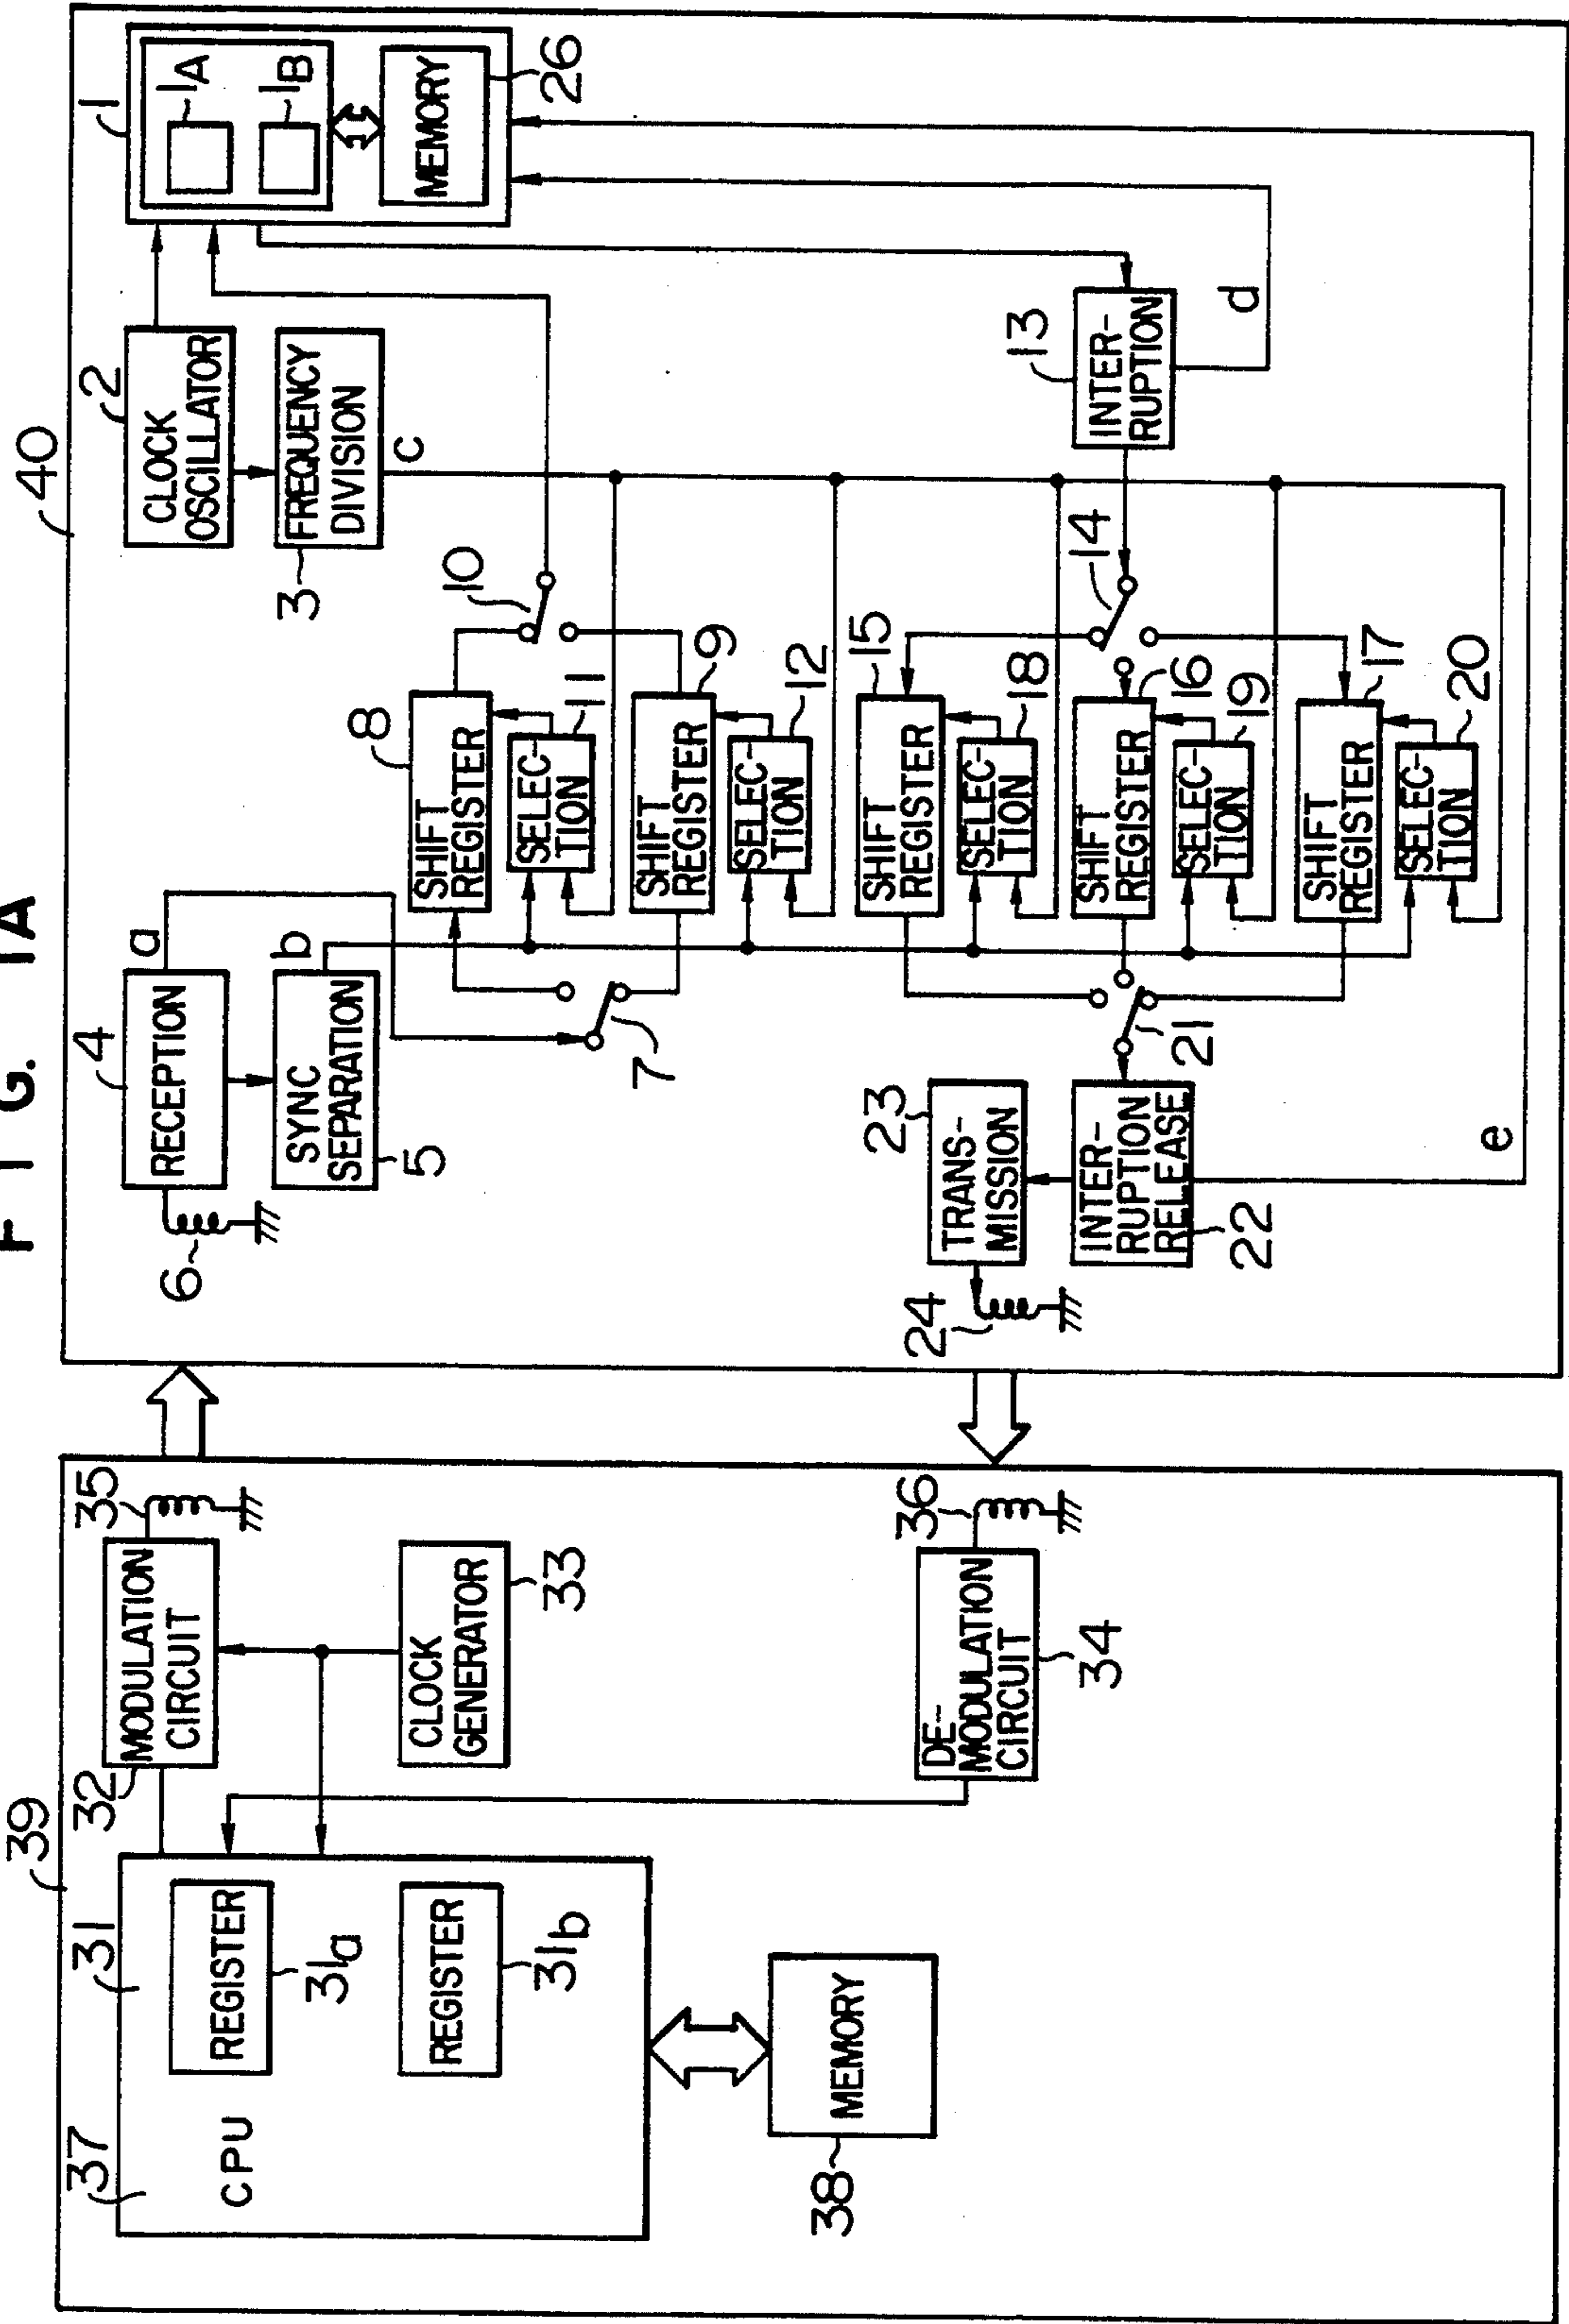 FIG. 1A
39
37
31
CPU
REGISTER
31a
REGISTER
31b
38
MEMORY
32
MODULATION
CIRCUIT
35
CLOCK
GENERATOR
33
DE-
MODULATION
CIRCUIT
34
36
40
4
RECEPTION
a
6
SYNC
SEPARATION
5
b
7
2
CLOCK
OSCILLATOR
3
FREQUENCY
DIVISION
c
1
1A
1B
MEMORY
26
8
SHIFT
REGISTER
10
SELEC-
TION
11
SHIFT
REGISTER
9
SELEC-
TION
12
13
INTER-
RUPTION
d
14
15
SHIFT
REGISTER
SELEC-
TION
18
SHIFT
REGISTER
16
SELEC-
TION
19
SHIFT
REGISTER
17
SELEC-
TION
20
21
23
TRANS-
MISSION
24
INTER-
RUPTION
RELEASE
22
e